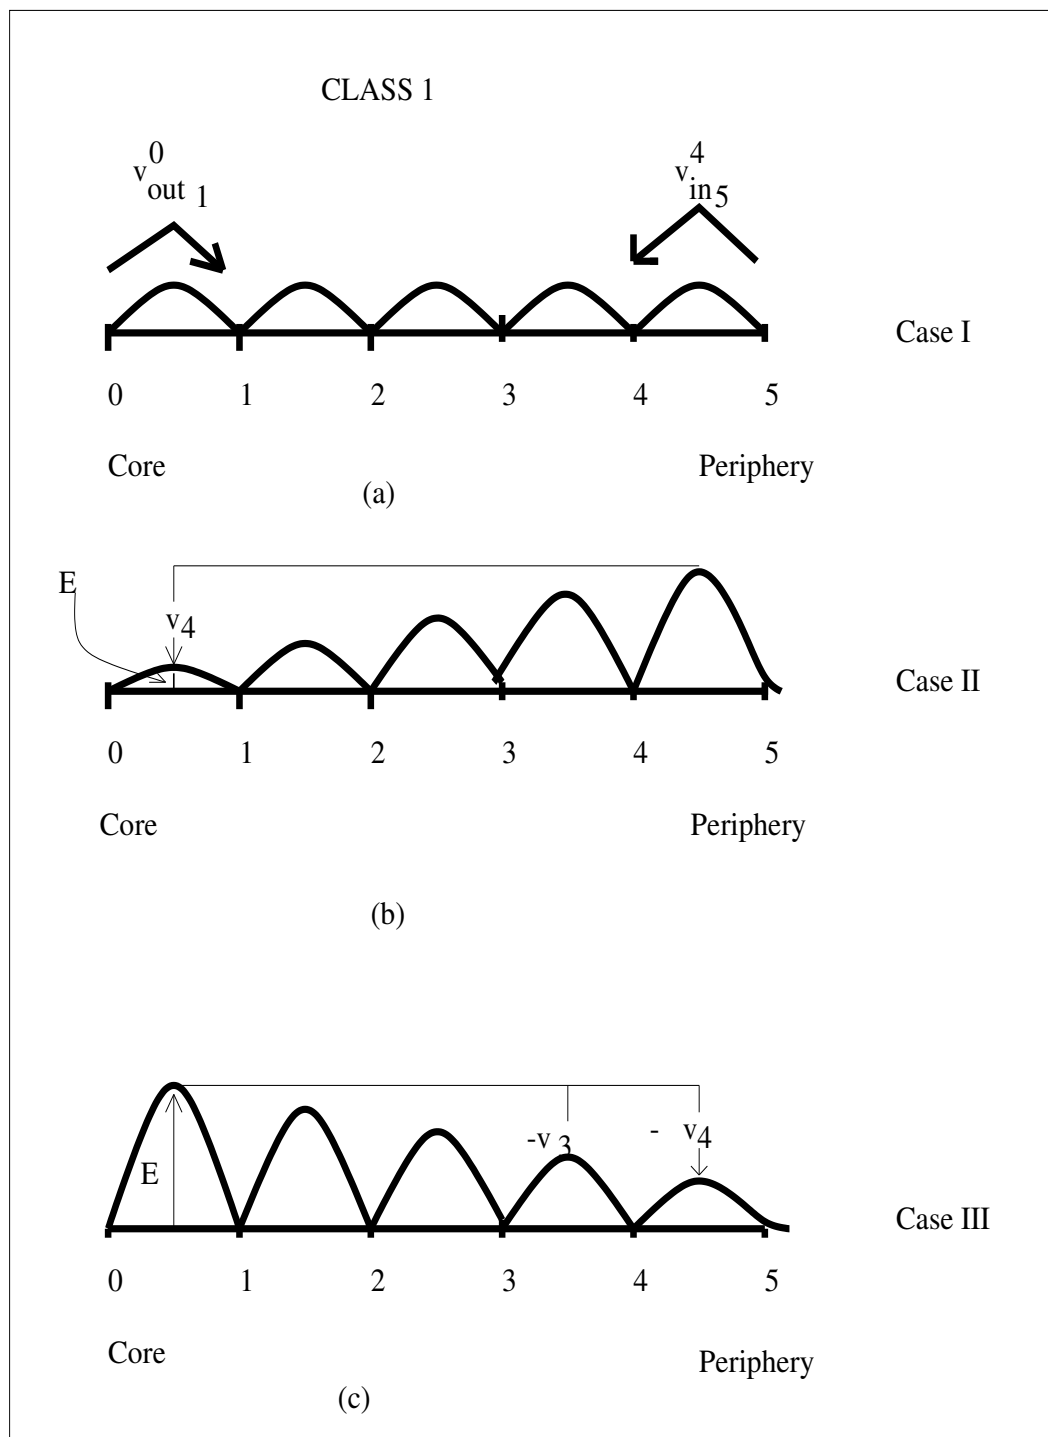 CLASS 1
v 0 out 1
v 4 in 5
Case I
0 1 2 3 4 5
Core Periphery
(a)
E
v 4
Case II
0 1 2 3 4 5
Core Periphery
(b)
-v 3 - v 4
E
Case III
0 1 2 3 4 5
Core Periphery
(c)